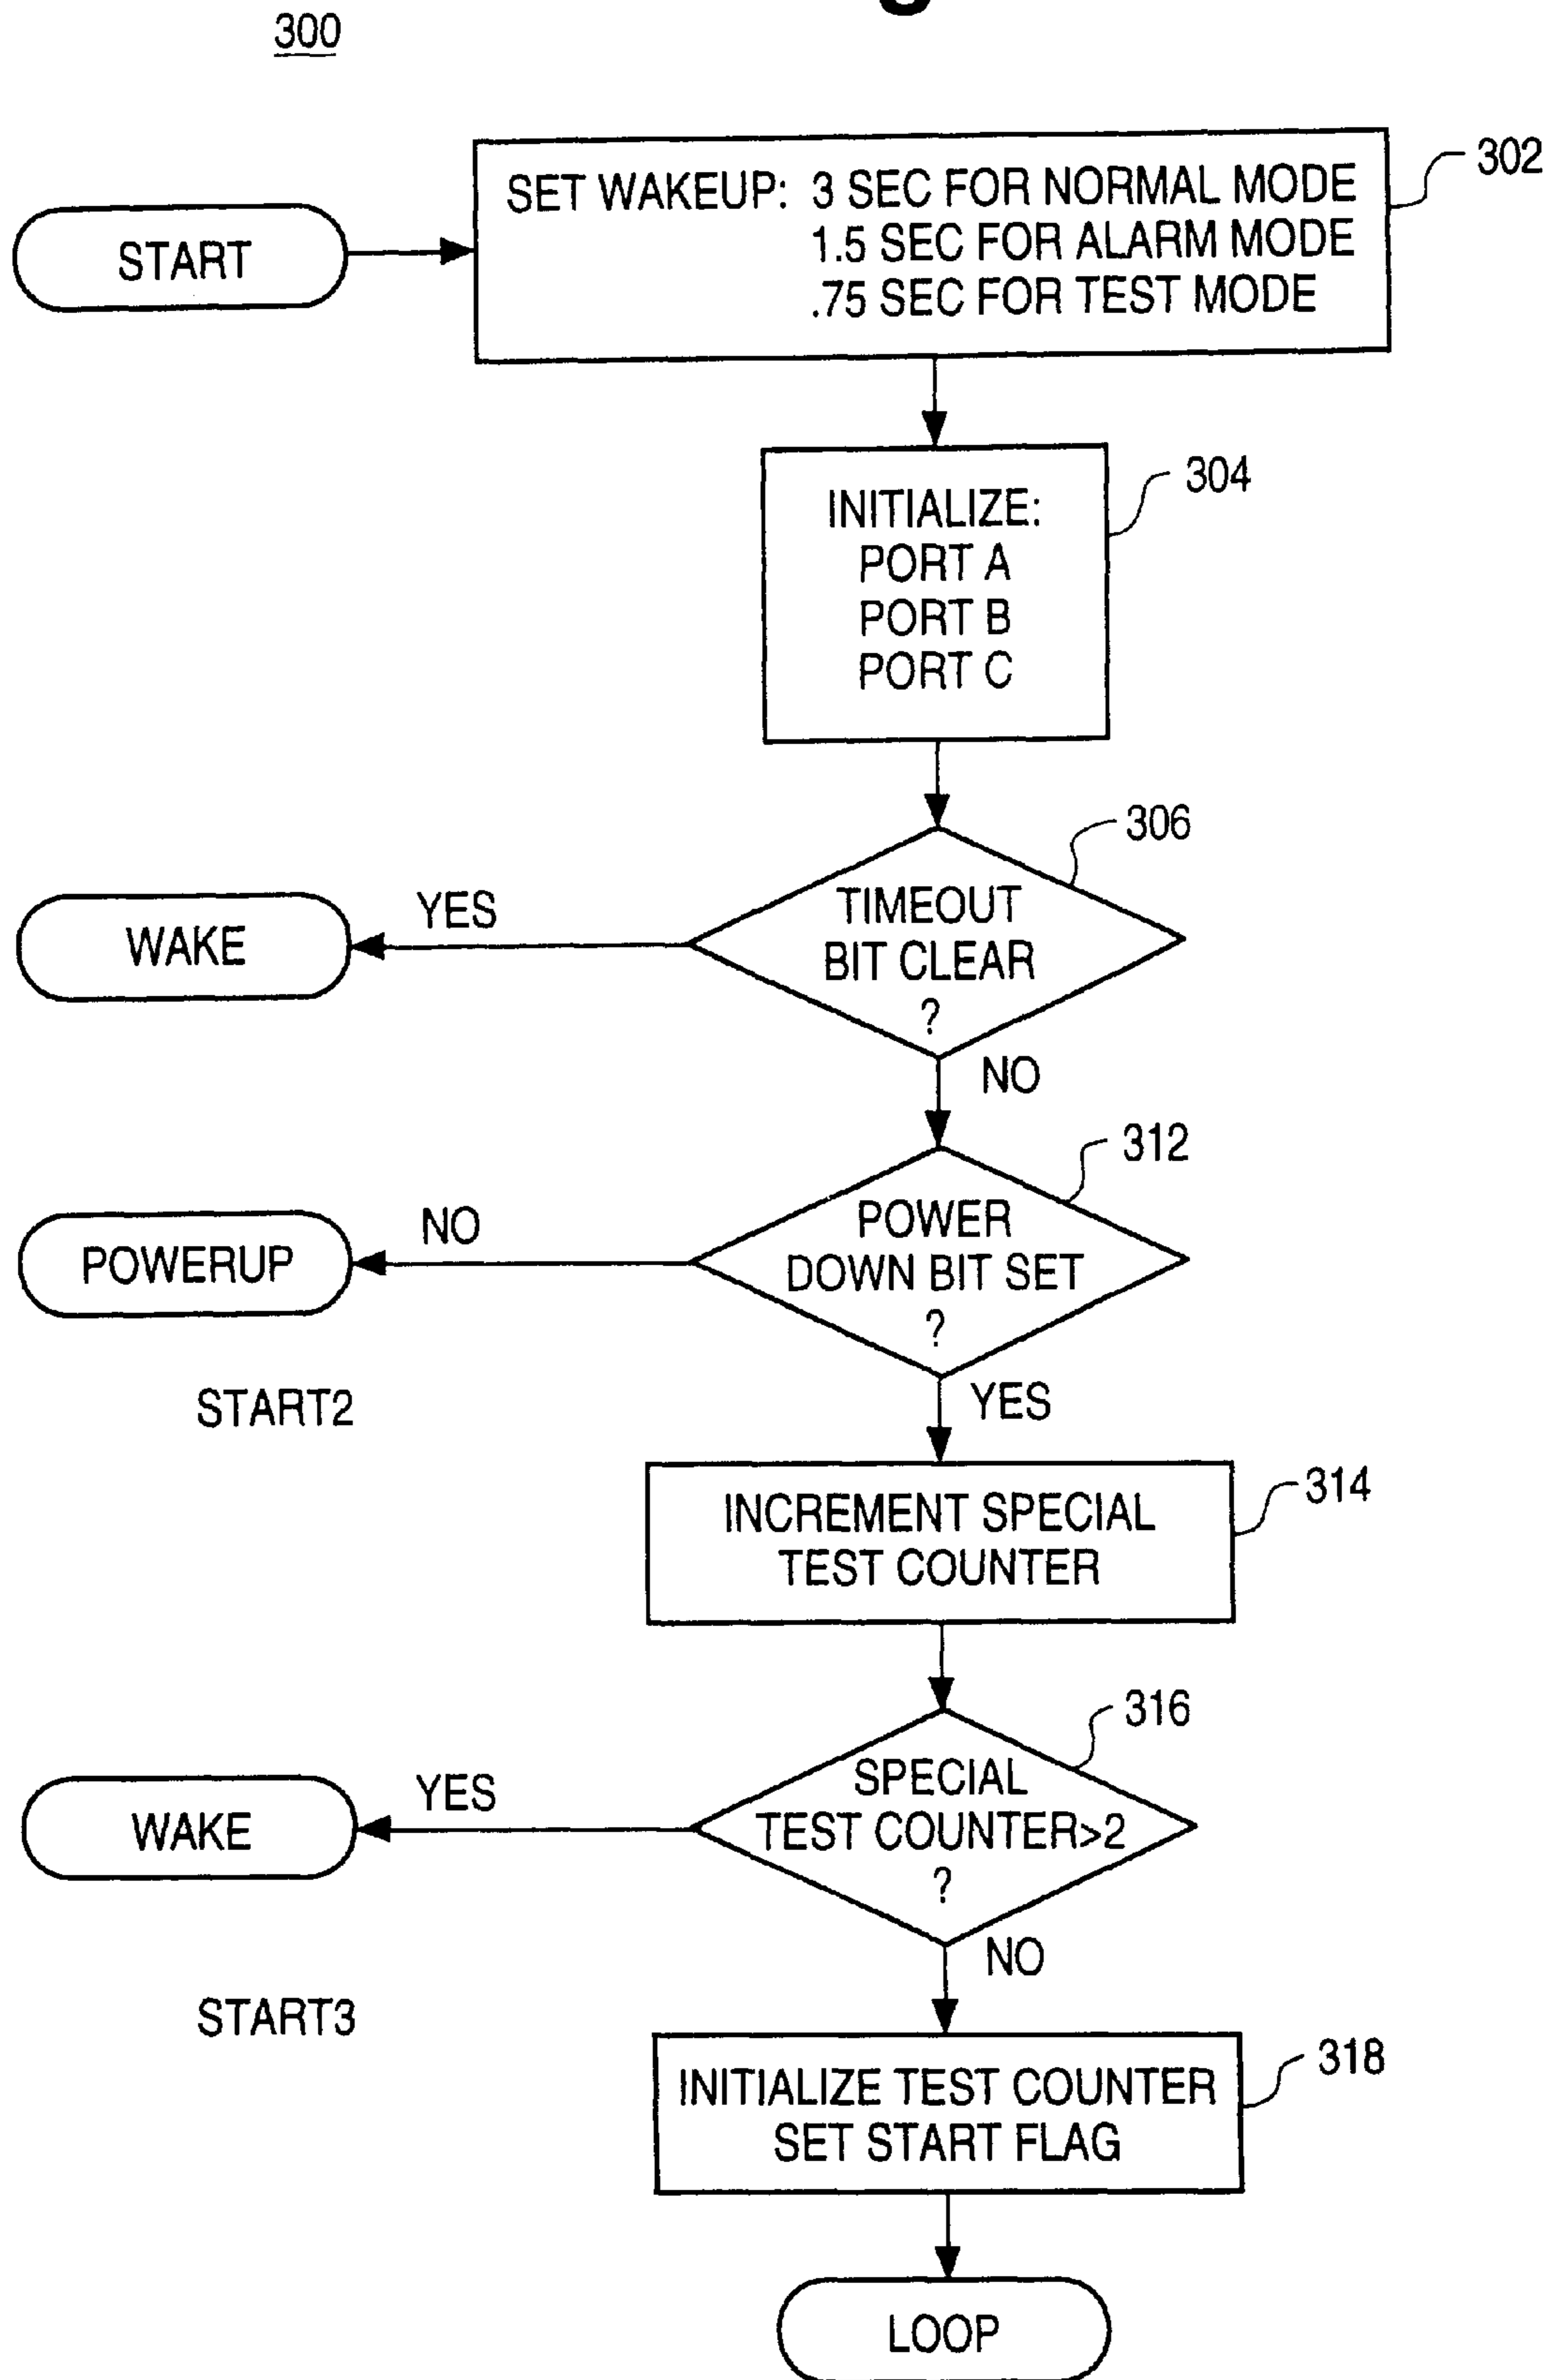 300
302
SET WAKEUP: 3 SEC FOR NORMAL MODE
1.5 SEC FOR ALARM MODE
.75 SEC FOR TEST MODE
START
304
INITIALIZE:
PORT A
PORT B
PORT C
306
TIMEOUT
BIT CLEAR
?
YES
WAKE
NO
312
POWER
DOWN BIT SET
?
NO
POWERUP
YES
START2
314
INCREMENT SPECIAL
TEST COUNTER
316
SPECIAL
TEST COUNTER>2
?
YES
WAKE
NO
START3
318
INITIALIZE TEST COUNTER
SET START FLAG
LOOP